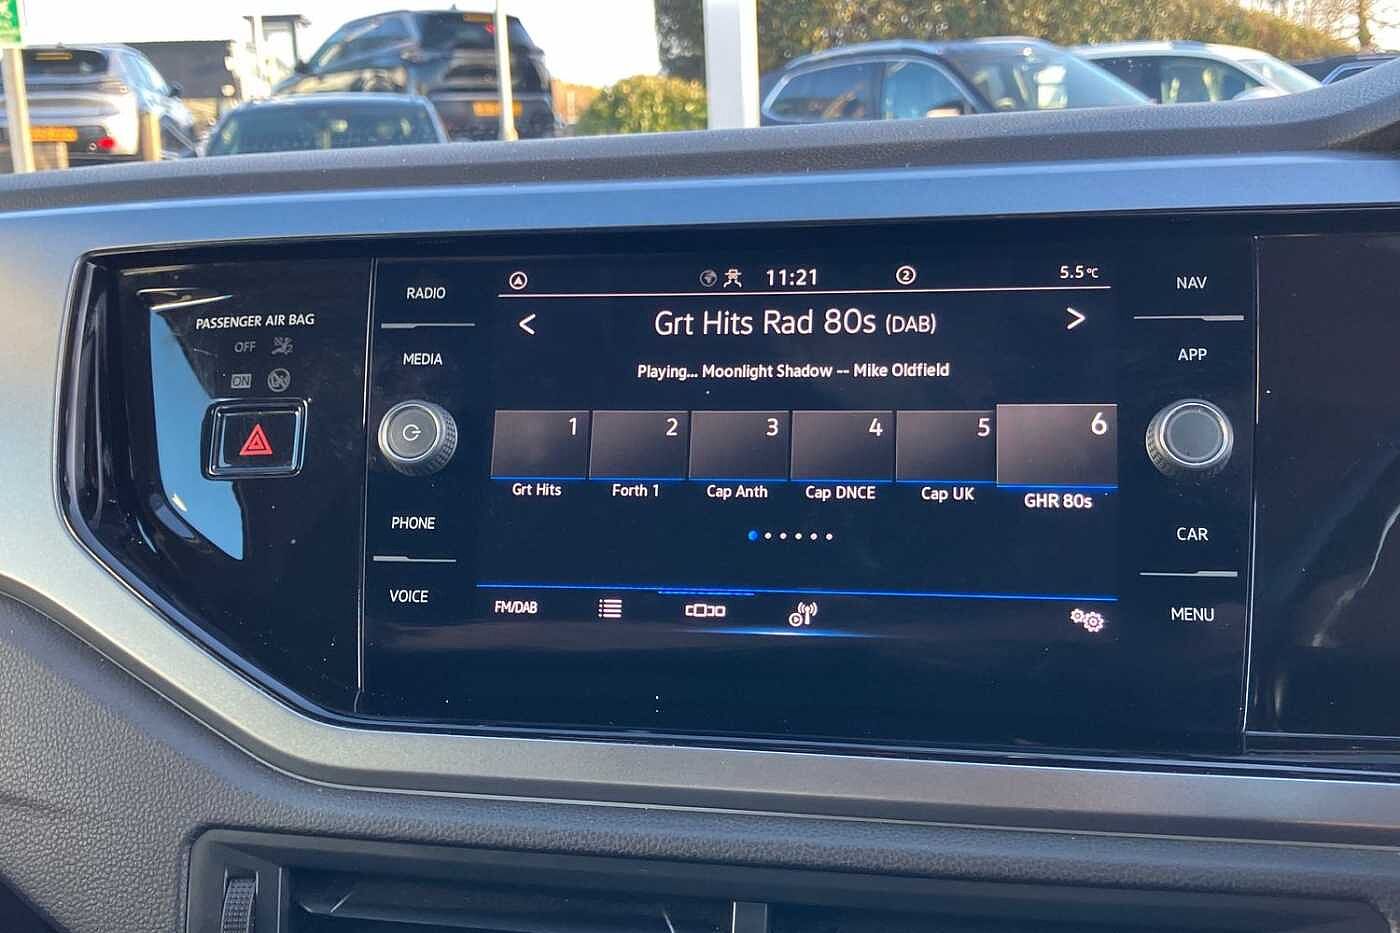 11:21
2
5.5°C
Grt Hits Rad 80s (DAB)
Playing... Moonlight Shadow -- Mike Oldfield
1 2 3 4 5 6
Grt Hits Forth 1 Cap Anth Cap DNCE Cap UK GHR 80s
FM/DAB
RADIO
MEDIA
PHONE
VOICE
NAV
APP
CAR
MENU
PASSENGER AIR BAG
OFF
ON